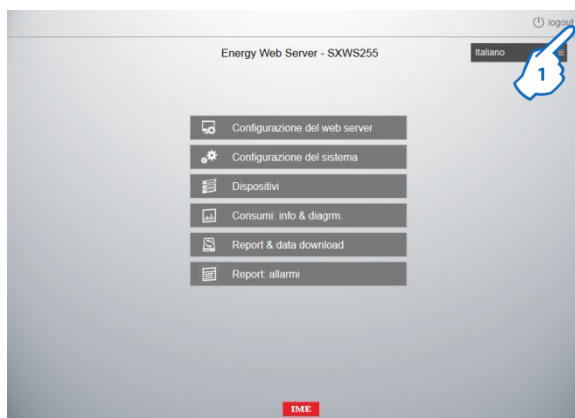 logout
Energy Web Server - SXWS255
Italiano
1
Configurazione del web server
Configurazione del sistema
Dispositivi
Consumi: info & diagrm.
Report & data download
Report: allarmi
IME